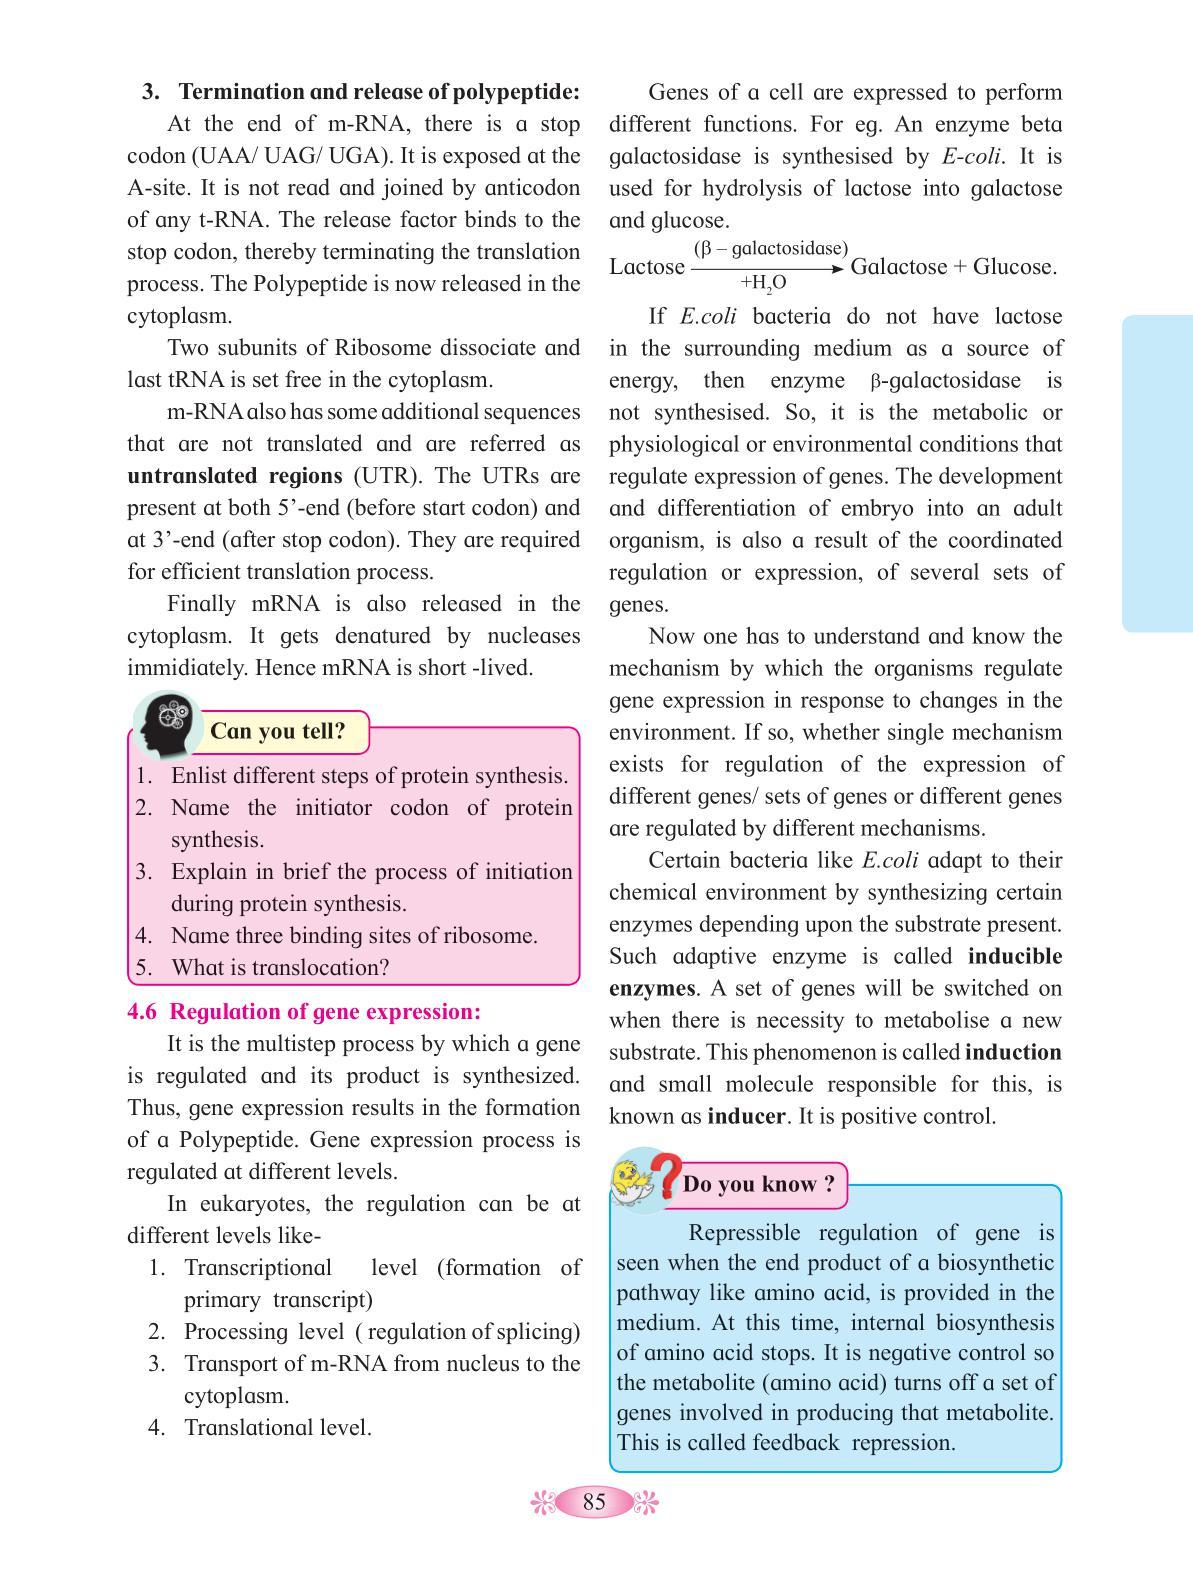 3. Termination and release of polypeptide:
At the end of m-RNA, there is a stop
codon (UAA/ UAG/ UGA). It is exposed at the
A-site. It is not read and joined by anticodon
of any t-RNA. The release factor binds to the
stop codon, thereby terminating the translation
process. The Polypeptide is now released in the
cytoplasm.
Two subunits of Ribosome dissociate and
last tRNA is set free in the cytoplasm.
m-RNA also has some additional sequences
that are not translated and are referred as
untranslated regions (UTR). The UTRs are
present at both 5’-end (before start codon) and
at 3’-end (after stop codon). They are required
for efficient translation process.
Finally mRNA is also released in the
cytoplasm. It gets denatured by nucleases
immidiately. Hence mRNA is short -lived.
Can you tell?
1. Enlist different steps of protein synthesis.
2. Name the initiator codon of protein
synthesis.
3. Explain in brief the process of initiation
during protein synthesis.
4. Name three binding sites of ribosome.
5. What is translocation?
4.6 Regulation of gene expression:
It is the multistep process by which a gene
is regulated and its product is synthesized.
Thus, gene expression results in the formation
of a Polypeptide. Gene expression process is
regulated at different levels.
In eukaryotes, the regulation can be at
different levels like-
1. Transcriptional level (formation of
primary transcript)
2. Processing level ( regulation of splicing)
3. Transport of m-RNA from nucleus to the
cytoplasm.
4. Translational level.
Genes of a cell are expressed to perform
different functions. For eg. An enzyme beta
galactosidase is synthesised by E-coli. It is
used for hydrolysis of lactose into galactose
and glucose.
(β – galactosidase)
Lactose ⟶ Galactose + Glucose.
+H₂O
If E.coli bacteria do not have lactose
in the surrounding medium as a source of
energy, then enzyme β-galactosidase is
not synthesised. So, it is the metabolic or
physiological or environmental conditions that
regulate expression of genes. The development
and differentiation of embryo into an adult
organism, is also a result of the coordinated
regulation or expression, of several sets of
genes.
Now one has to understand and know the
mechanism by which the organisms regulate
gene expression in response to changes in the
environment. If so, whether single mechanism
exists for regulation of the expression of
different genes/ sets of genes or different genes
are regulated by different mechanisms.
Certain bacteria like E.coli adapt to their
chemical environment by synthesizing certain
enzymes depending upon the substrate present.
Such adaptive enzyme is called inducible
enzymes. A set of genes will be switched on
when there is necessity to metabolise a new
substrate. This phenomenon is called induction
and small molecule responsible for this, is
known as inducer. It is positive control.
Do you know ?
Repressible regulation of gene is
seen when the end product of a biosynthetic
pathway like amino acid, is provided in the
medium. At this time, internal biosynthesis
of amino acid stops. It is negative control so
the metabolite (amino acid) turns off a set of
genes involved in producing that metabolite.
This is called feedback repression.
85